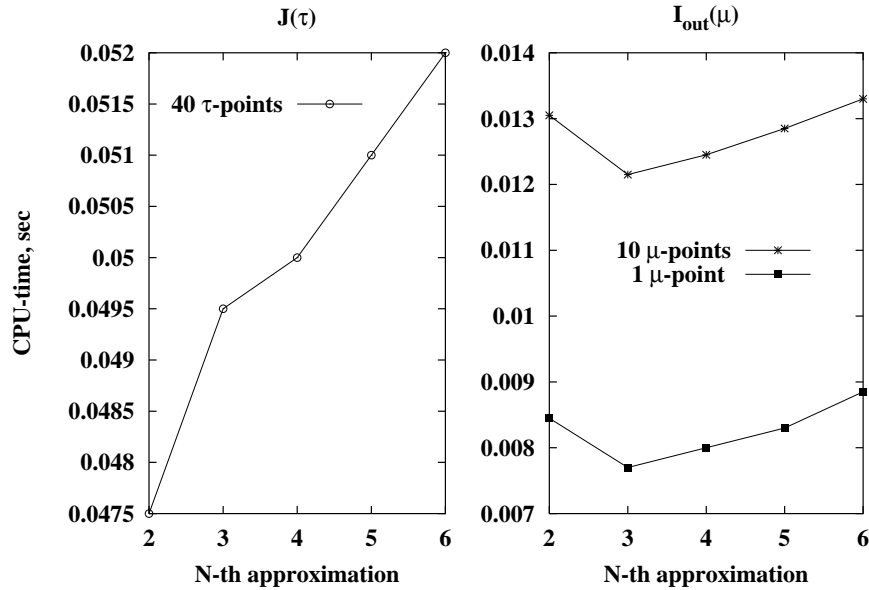 J(τ)
0.052
0.0515
0.051
0.0505
0.05
0.0495
0.049
0.0485
0.048
0.0475
2 3 4 5 6
40 τ-points
CPU-time, sec
N-th approximation
I_out(μ)
0.014
0.013
0.012
0.011
0.01
0.009
0.008
0.007
2 3 4 5 6
10 μ-points
1 μ-point
N-th approximation